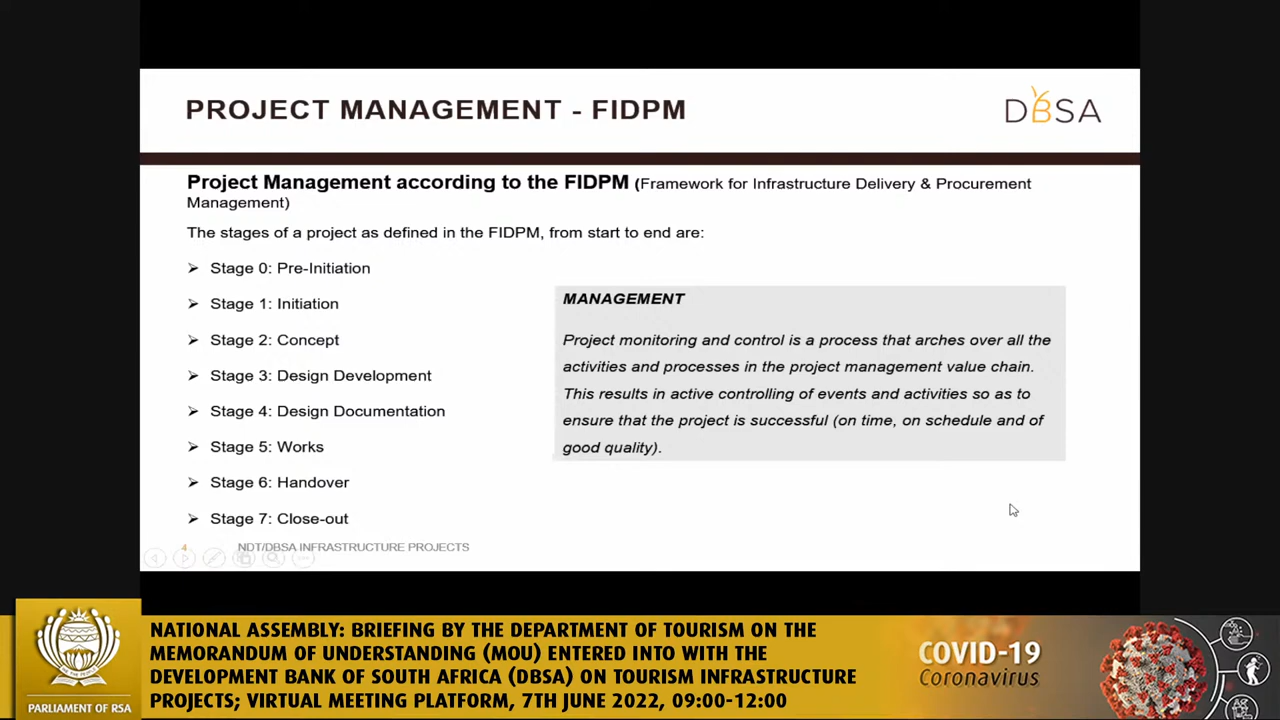 PROJECT MANAGEMENT - FIDPM
DBSA
Project Management according to the FIDPM (Framework for Infrastructure Delivery & Procurement
Management)
The stages of a project as defined in the FIDPM, from start to end are:
➢ Stage 0: Pre-Initiation
➢ Stage 1: Initiation
➢ Stage 2: Concept
➢ Stage 3: Design Development
➢ Stage 4: Design Documentation
➢ Stage 5: Works
➢ Stage 6: Handover
➢ Stage 7: Close-out
MANAGEMENT
Project monitoring and control is a process that arches over all the
activities and processes in the project management value chain.
This results in active controlling of events and activities so as to
ensure that the project is successful (on time, on schedule and of
good quality).
4 NDT/DBSA INFRASTRUCTURE PROJECTS
PARLIAMENT OF RSA
NATIONAL ASSEMBLY: BRIEFING BY THE DEPARTMENT OF TOURISM ON THE
MEMORANDUM OF UNDERSTANDING (MOU) ENTERED INTO WITH THE
DEVELOPMENT BANK OF SOUTH AFRICA (DBSA) ON TOURISM INFRASTRUCTURE
PROJECTS; VIRTUAL MEETING PLATFORM, 7TH JUNE 2022, 09:00-12:00
COVID-19
Coronavirus